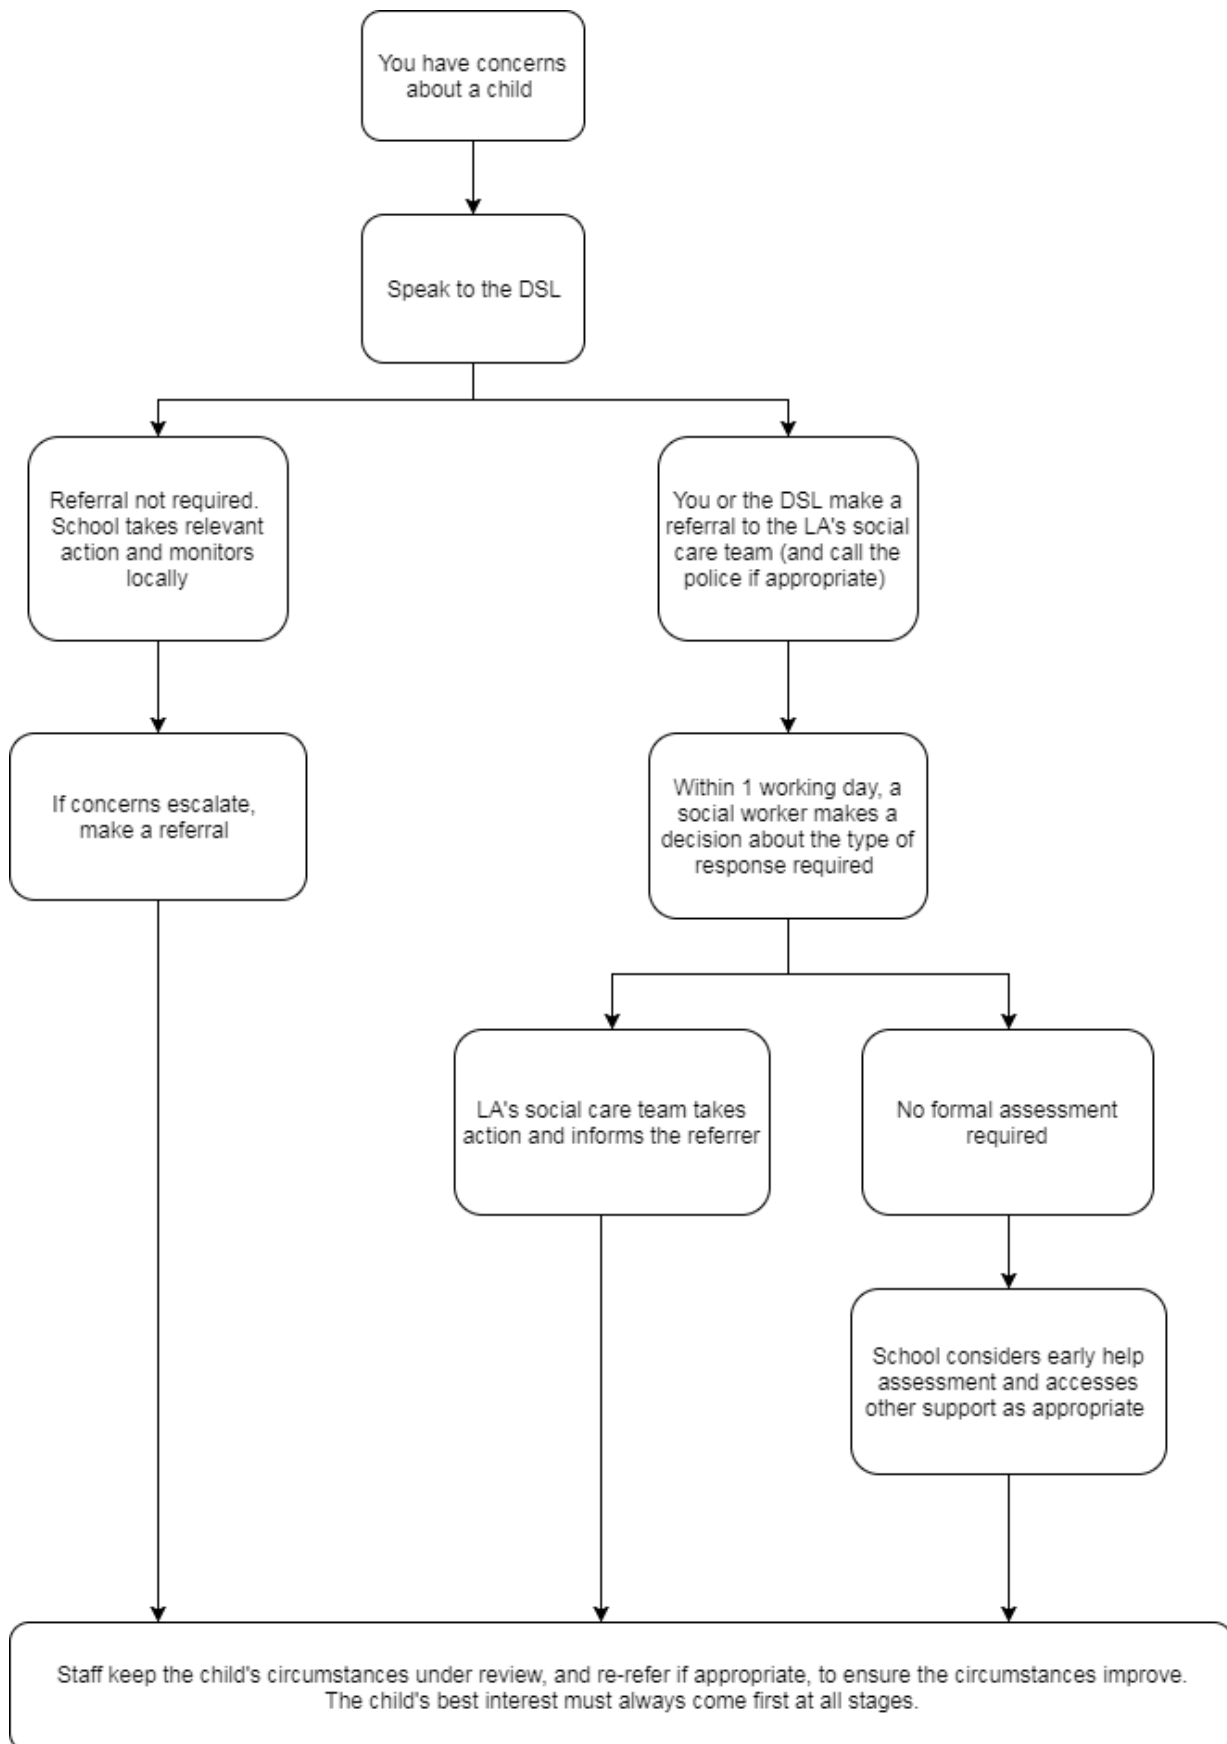 You have concerns
about a child
Speak to the DSL
Referral not required.
School takes relevant
action and monitors
locally
You or the DSL make a
referral to the LA's social
care team (and call the
police if appropriate)
If concerns escalate,
make a referral
Within 1 working day, a
social worker makes a
decision about the type of
response required
LA's social care team takes
action and informs the referrer
No formal assessment
required
School considers early help
assessment and accesses
other support as appropriate
Staff keep the child's circumstances under review, and re-refer if appropriate, to ensure the circumstances improve.
The child's best interest must always come first at all stages.